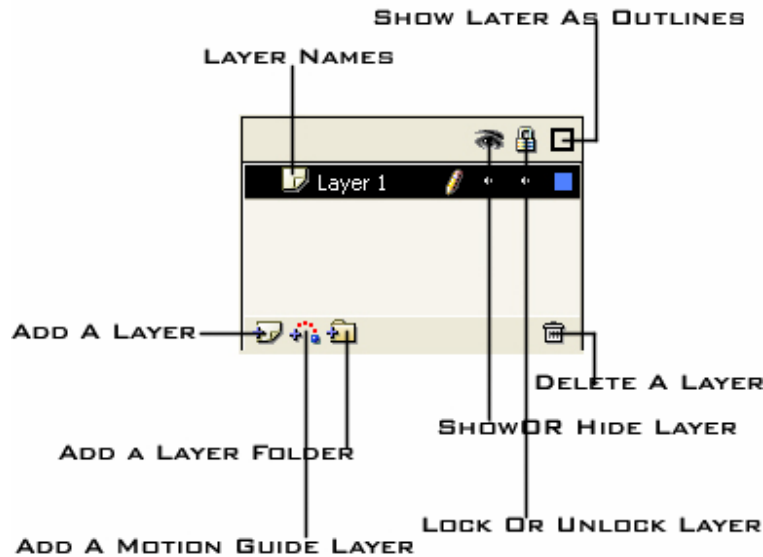 Show Later As Outlines
Layer Names
Layer 1
Add A Layer
Delete A Layer
ShowOR Hide Layer
Add a Layer Folder
Lock Or Unlock Layer
Add A Motion Guide Layer